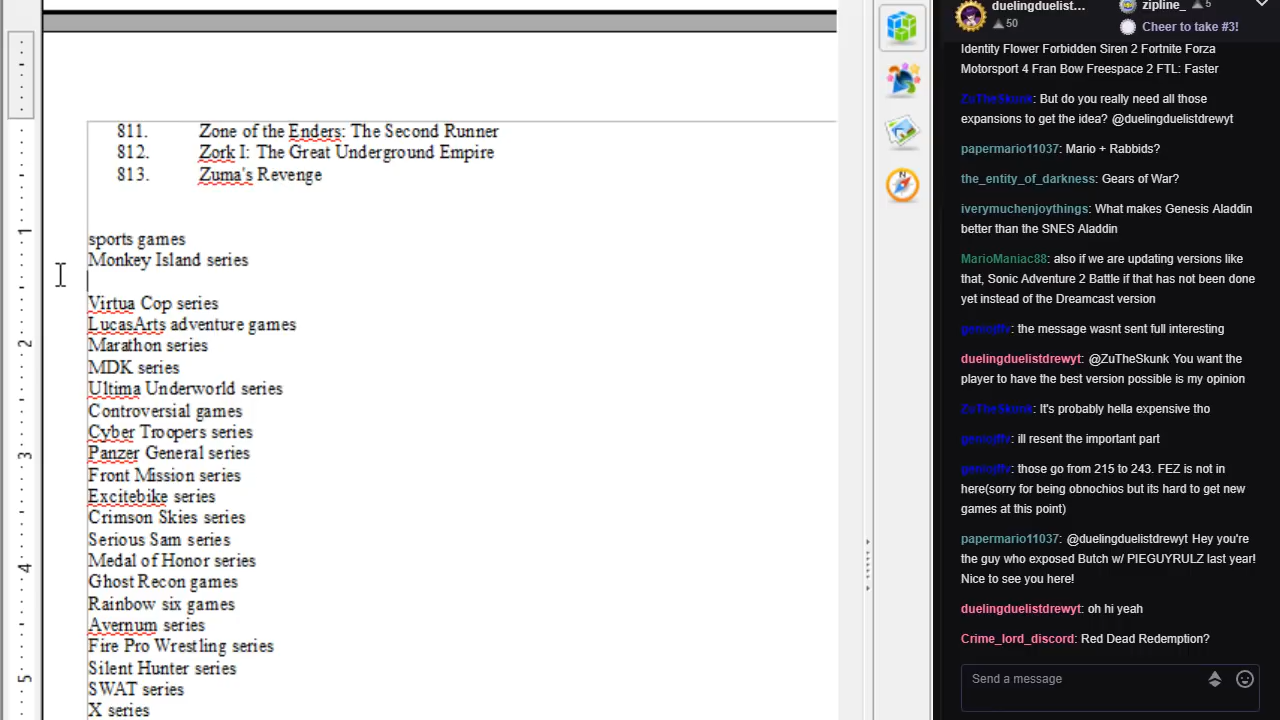 811. Zone of the Enders: The Second Runner
812. Zork I: The Great Underground Empire
813. Zuma's Revenge
sports games
Monkey Island series
Virtua Cop series
LucasArts adventure games
Marathon series
MDK series
Ultima Underworld series
Controversial games
Cyber Troopers series
Panzer General series
Front Mission series
Excitebike series
Crimson Skies series
Serious Sam series
Medal of Honor series
Ghost Recon games
Rainbow six games
Avernum series
Fire Pro Wrestling series
Silent Hunter series
SWAT series
X series
1
2
3
4
5
duelingduelist...
50
zipline_ 5
Cheer to take #3!
Identity Flower Forbidden Siren 2 Fortnite Forza
Motorsport 4 Fran Bow Freespace 2 FTL: Faster
ZuTheSkunk: But do you really need all those
expansions to get the idea? @duelingduelistdrewyt
papermario11037: Mario + Rabbids?
the_entity_of_darkness: Gears of War?
iverymuchenjoythings: What makes Genesis Aladdin
better than the SNES Aladdin
MarioManiac88: also if we are updating versions like
that, Sonic Adventure 2 Battle if that has not been done
yet instead of the Dreamcast version
: the message wasnt sent full interesting
duelingduelistdrewyt: @ZuTheSkunk You want the
player to have the best version possible is my opinion
ZuTheSkunk: It's probably hella expensive tho
: ill resent the important part
: those go from 215 to 243. FEZ is not in
here(sorry for being obnochios but its hard to get new
games at this point)
papermario11037: @duelingduelistdrewyt Hey you're
the guy who exposed Butch w/ PIEGUYRULZ last year!
Nice to see you here!
duelingduelistdrewyt: oh hi yeah
Crime_lord_discord: Red Dead Redemption?
Send a message